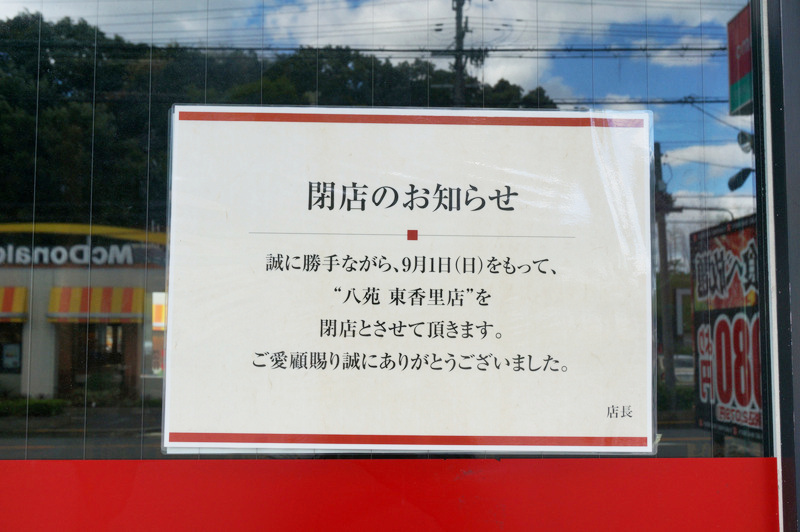 閉店のお知らせ
誠に勝手ながら、9月1日(日)をもって、
“八苑 東香里店”を
閉店とさせて頂きます。
ご愛顧賜り誠にありがとうございました。
店長
McDonal